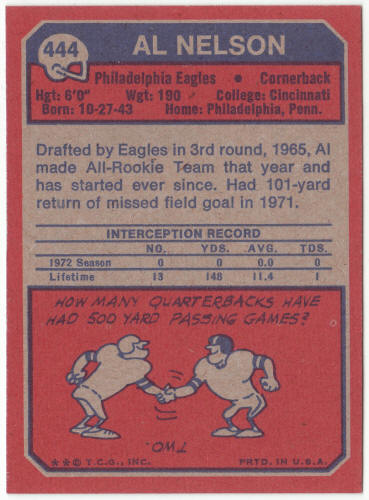 444 AL NELSON
Philadelphia Eagles • Cornerback
Hgt: 6'0" Wgt: 190 College: Cincinnati
Born: 10-27-43 Home: Philadelphia, Penn.
Drafted by Eagles in 3rd round, 1965, Al
made All-Rookie Team that year and
has started ever since. Had 101-yard
return of missed field goal in 1971.
INTERCEPTION RECORD
NO. YDS. AVG. TDS.
1972 Season 0 0 0.0 0
Lifetime 13 148 11.4 1
HOW MANY QUARTERBACKS HAVE
HAD 500 YARD PASSING GAMES?
TWO.
**© T.C.G., INC. PRTD. IN U.S.A.